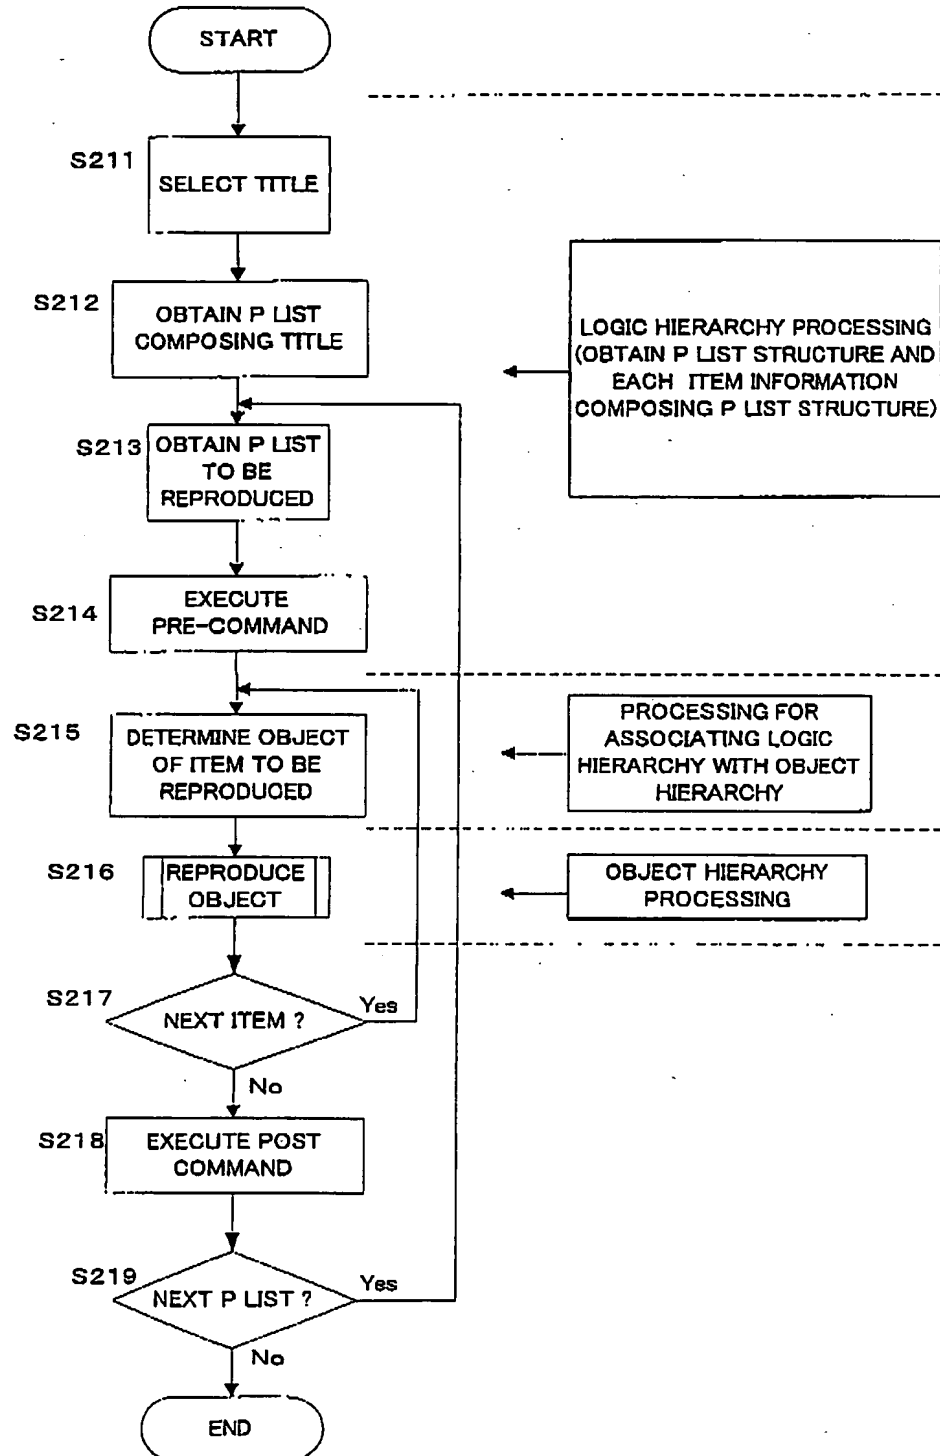 START
S211
SELECT TITLE
S212
OBTAIN P LIST
COMPOSING TITLE
LOGIC HIERARCHY PROCESSING
(OBTAIN P LIST STRUCTURE AND
EACH ITEM INFORMATION
COMPOSING P LIST STRUCTURE)
S213
OBTAIN P LIST
TO BE
REPRODUCED
S214
EXECUTE
PRE-COMMAND
S215
DETERMINE OBJECT
OF ITEM TO BE
REPRODUCED
PROCESSING FOR
ASSOCIATING LOGIC
HIERARCHY WITH OBJECT
HIERARCHY
S216
REPRODUCE
OBJECT
OBJECT HIERARCHY
PROCESSING
S217
NEXT ITEM ?
Yes
No
S218
EXECUTE POST
COMMAND
S219
NEXT P LIST ?
Yes
No
END